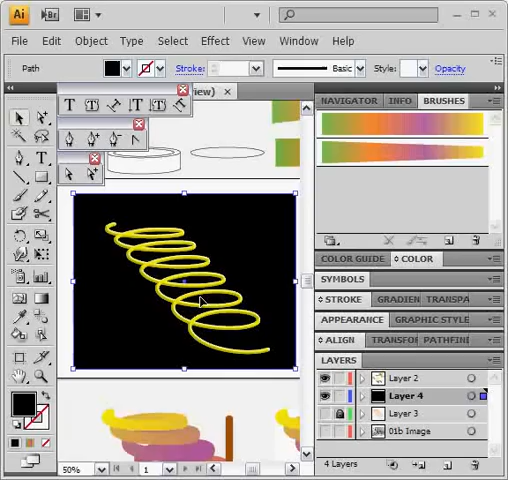 Ai Br
File Edit Object Type Select Effect View Window Help
Path Stroke: Basic Style: Opacity
iew)
NAVIGATOR INFO BRUSHES
COLOR GUIDE COLOR
SYMBOLS
STROKE GRADIEN TRANSPA
APPEARANCE GRAPHIC STYLE
ALIGN TRANSFO PATHFIN
LAYERS
Layer 2
Layer 4
Layer 3
01b Image
50% 1
4 Layers